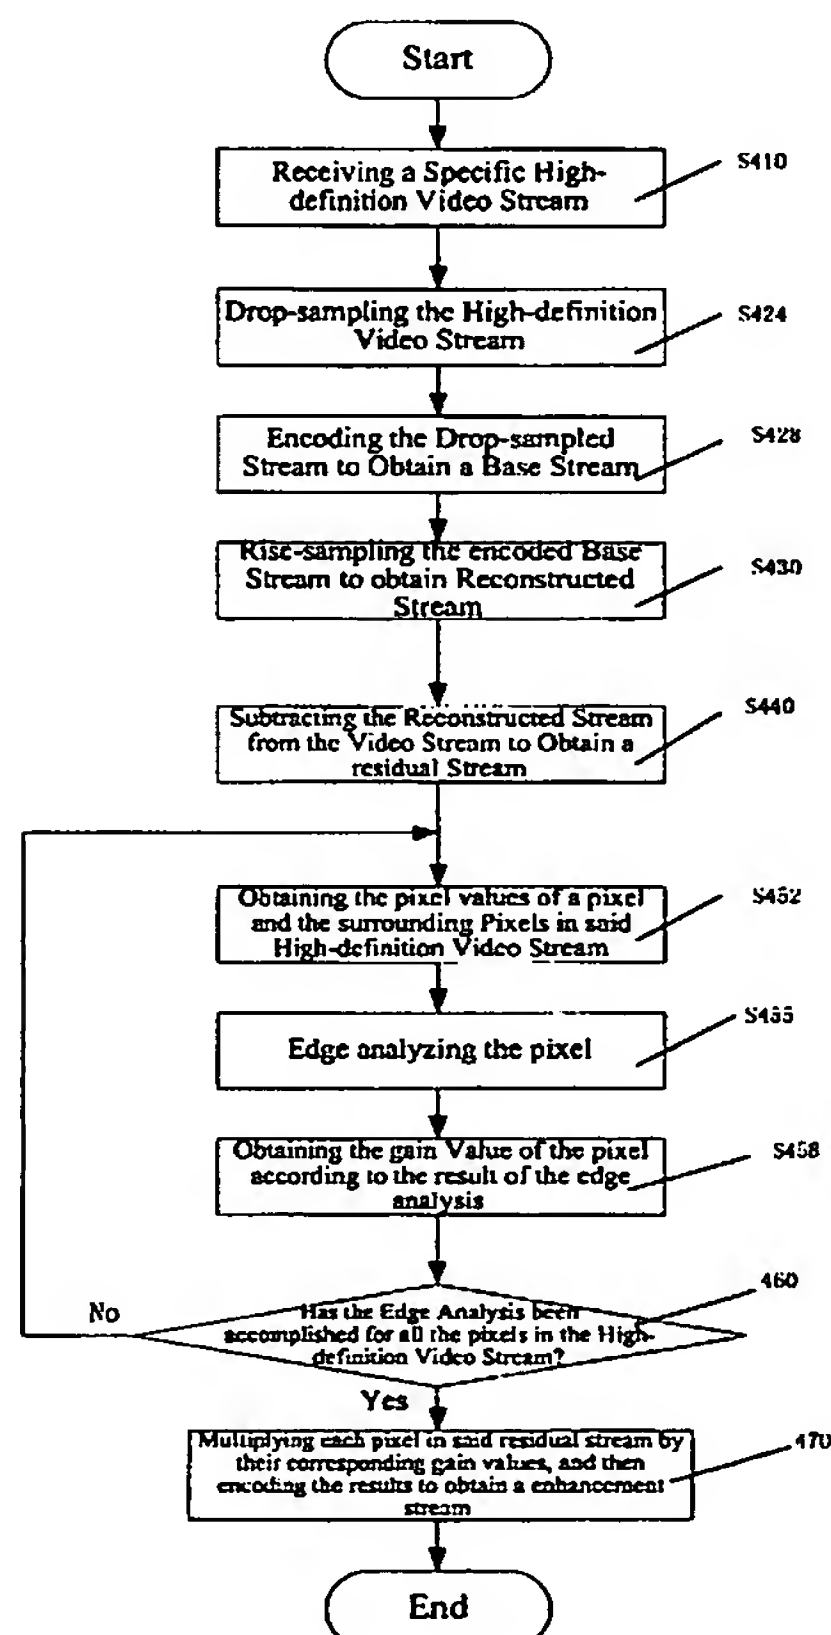 Start
Receiving a Specific High-
definition Video Stream
S410
Drop-sampling the High-definition
Video Stream
S424
Encoding the Drop-sampled
Stream to Obtain a Base Stream
S428
Rise-sampling the encoded Base
Stream to obtain Reconstructed
Stream
S430
Subtracting the Reconstructed Stream
from the Video Stream to Obtain a
residual Stream
S440
Obtaining the pixel values of a pixel
and the surrounding Pixels in said
High-definition Video Stream
S452
Edge analyzing the pixel
S455
Obtaining the gain Value of the pixel
according to the result of the edge
analysis
S458
Has the Edge Analysis been
accomplished for all the pixels in the High-
definition Video Stream?
460
No
Yes
Multiplying each pixel in said residual stream by
their corresponding gain values, and then
encoding the results to obtain a enhancement
stream
470
End